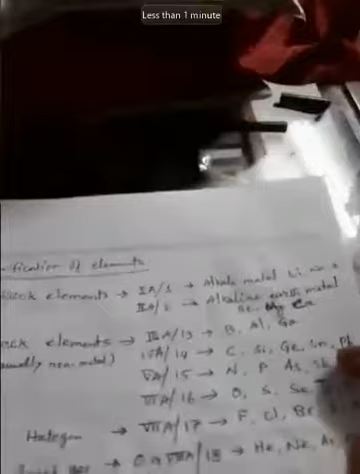 Less than 1 minute
ification of elements
Block elements → IA/1 → Alkali metal Li Na
IIA/2 → Alkaline earth metal
Be, Mg Ca
ock elements → IIIA/13 → B, Al, Ga
usually non-metal) IVA/14 → C, Si, Ge, Sn, Pb
VA/15 → N, P As, Sb
VIA/16 → O, S, Se
Halogen → VIIA/17 → F, Cl, Br
VIIIA/18 → He, Ne, Ar